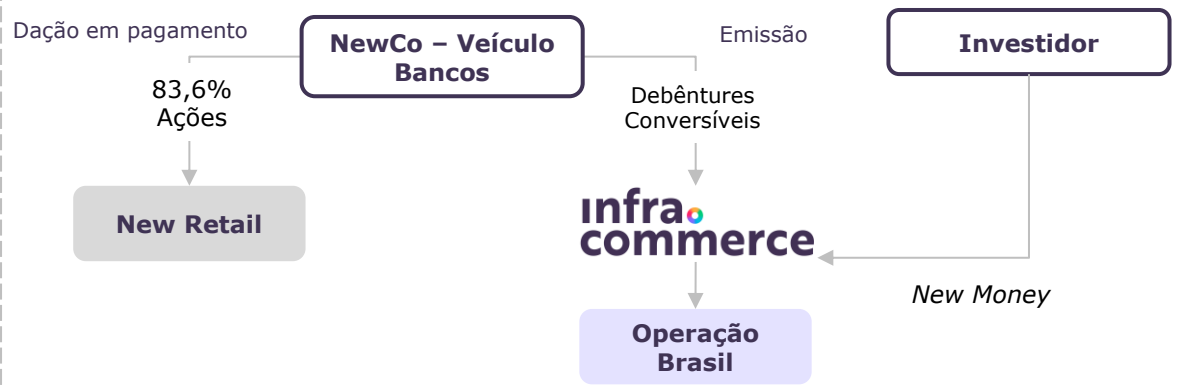 Dação em pagamento
NewCo – Veículo
Bancos
Emissão
Investidor
83,6%
Ações
Debêntures
Conversíveis
New Retail
ınfra.
commerce
New Money
Operação
Brasil